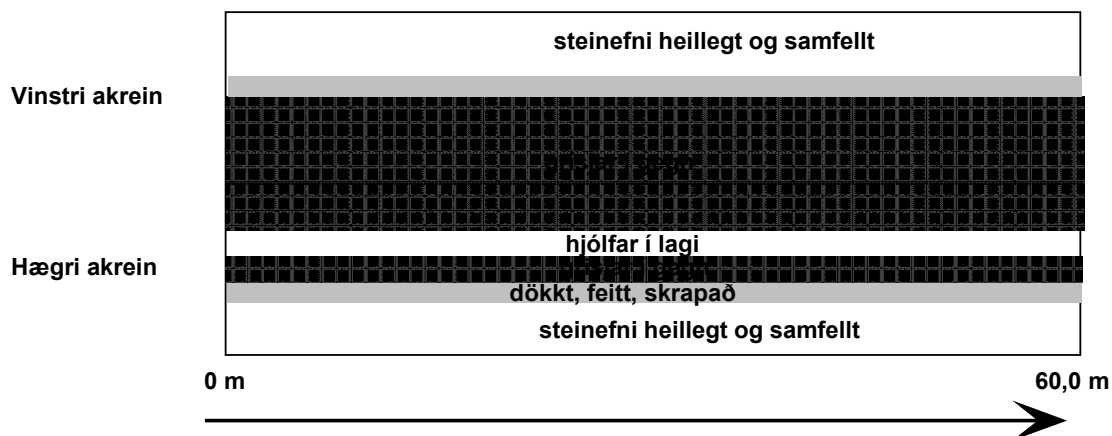 steinefni heillegt og samfellt
Vinstri akrein
hjólfar í lagi
Hægri akrein
dökkt, feitt, skrapað
steinefni heillegt og samfellt
0 m
60,0 m